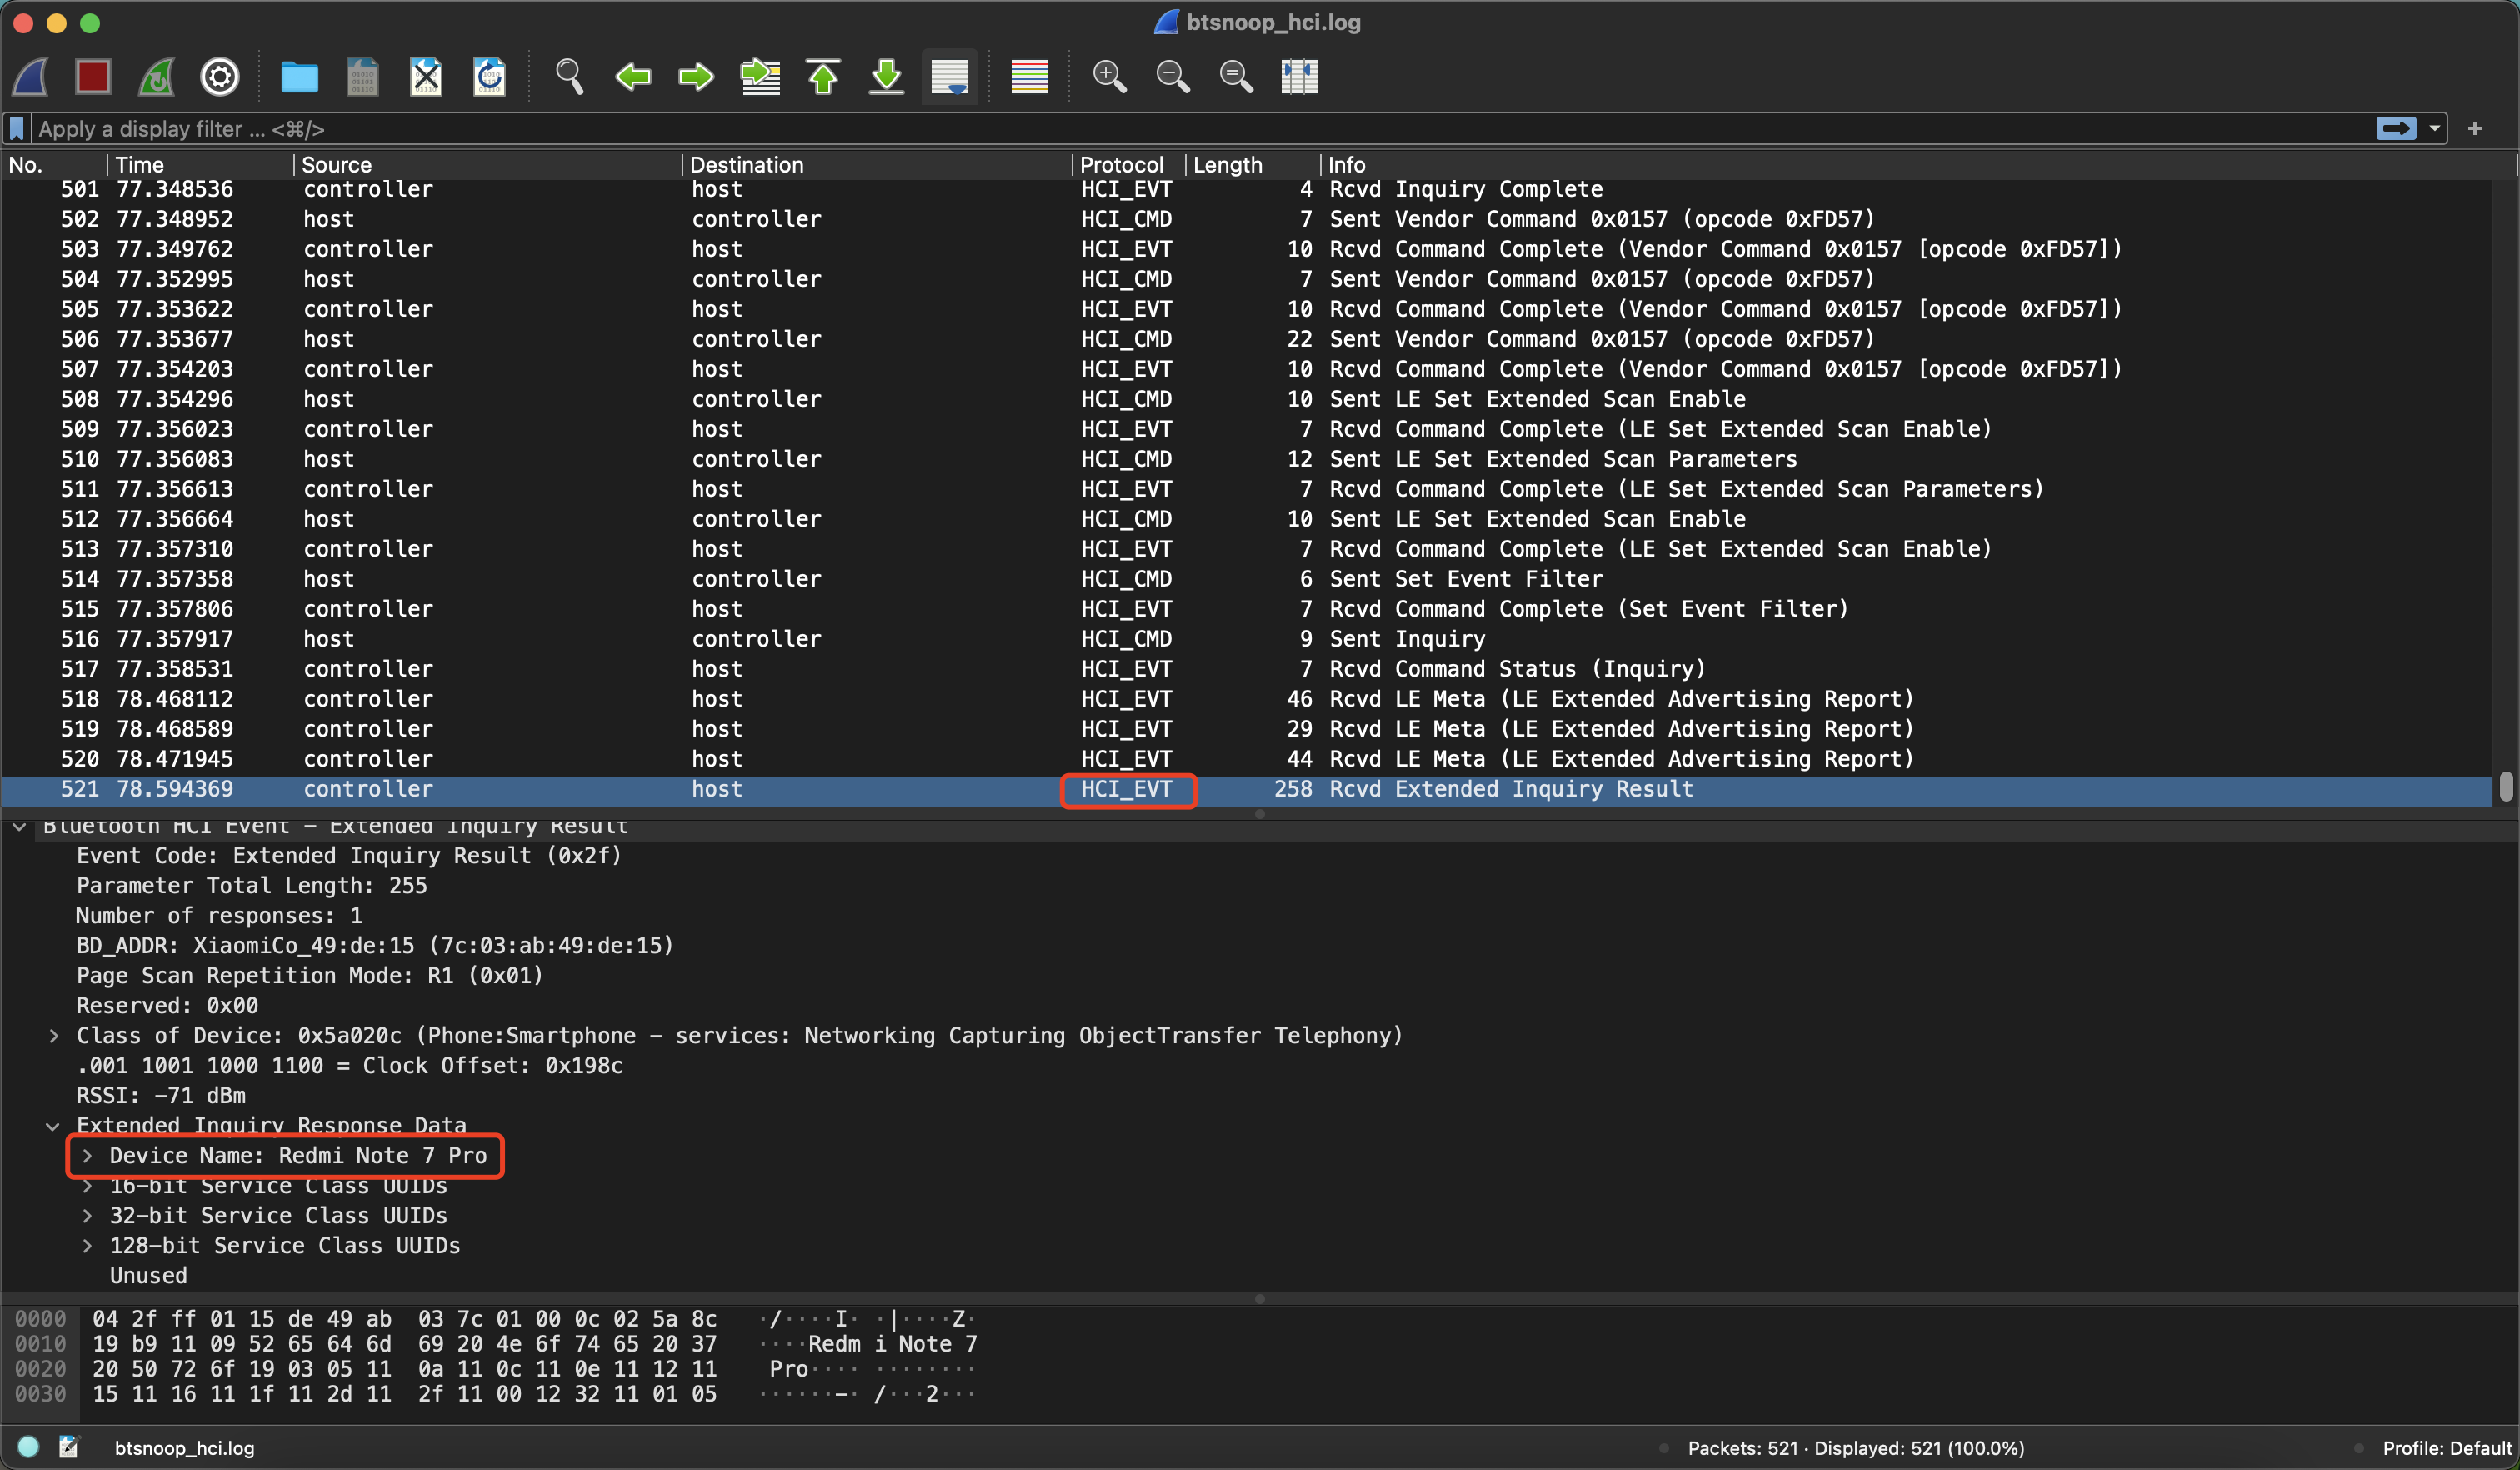 btsnoop_hci.log
Apply a display filter ... <⌘/>
No. Time Source Destination Protocol Length Info
501 77.348536 controller host HCI_EVT 4 Rcvd Inquiry Complete
502 77.348952 host controller HCI_CMD 7 Sent Vendor Command 0x0157 (opcode 0xFD57)
503 77.349762 controller host HCI_EVT 10 Rcvd Command Complete (Vendor Command 0x0157 [opcode 0xFD57])
504 77.352995 host controller HCI_CMD 7 Sent Vendor Command 0x0157 (opcode 0xFD57)
505 77.353622 controller host HCI_EVT 10 Rcvd Command Complete (Vendor Command 0x0157 [opcode 0xFD57])
506 77.353677 host controller HCI_CMD 22 Sent Vendor Command 0x0157 (opcode 0xFD57)
507 77.354203 controller host HCI_EVT 10 Rcvd Command Complete (Vendor Command 0x0157 [opcode 0xFD57])
508 77.354296 host controller HCI_CMD 10 Sent LE Set Extended Scan Enable
509 77.356023 controller host HCI_EVT 7 Rcvd Command Complete (LE Set Extended Scan Enable)
510 77.356083 host controller HCI_CMD 12 Sent LE Set Extended Scan Parameters
511 77.356613 controller host HCI_EVT 7 Rcvd Command Complete (LE Set Extended Scan Parameters)
512 77.356664 host controller HCI_CMD 10 Sent LE Set Extended Scan Enable
513 77.357310 controller host HCI_EVT 7 Rcvd Command Complete (LE Set Extended Scan Enable)
514 77.357358 host controller HCI_CMD 6 Sent Set Event Filter
515 77.357806 controller host HCI_EVT 7 Rcvd Command Complete (Set Event Filter)
516 77.357917 host controller HCI_CMD 9 Sent Inquiry
517 77.358531 controller host HCI_EVT 7 Rcvd Command Status (Inquiry)
518 78.468112 controller host HCI_EVT 46 Rcvd LE Meta (LE Extended Advertising Report)
519 78.468589 controller host HCI_EVT 29 Rcvd LE Meta (LE Extended Advertising Report)
520 78.471945 controller host HCI_EVT 44 Rcvd LE Meta (LE Extended Advertising Report)
521 78.594369 controller host HCI_EVT 258 Rcvd Extended Inquiry Result
Bluetooth HCI Event – Extended Inquiry Result
Event Code: Extended Inquiry Result (0x2f)
Parameter Total Length: 255
Number of responses: 1
BD_ADDR: XiaomiCo_49:de:15 (7c:03:ab:49:de:15)
Page Scan Repetition Mode: R1 (0x01)
Reserved: 0x00
Class of Device: 0x5a020c (Phone:Smartphone – services: Networking Capturing ObjectTransfer Telephony)
.001 1001 1000 1100 = Clock Offset: 0x198c
RSSI: -71 dBm
Extended Inquiry Response Data
Device Name: Redmi Note 7 Pro
16-bit Service Class UUIDs
32-bit Service Class UUIDs
128-bit Service Class UUIDs
Unused
0000 04 2f ff 01 15 de 49 ab 03 7c 01 00 0c 02 5a 8c ·/····I· ·|····Z·
0010 19 b9 11 09 52 65 64 6d 69 20 4e 6f 74 65 20 37 ····Redm i Note 7
0020 20 50 72 6f 19 03 05 11 0a 11 0c 11 0e 11 12 11 Pro···· ········
0030 15 11 16 11 1f 11 2d 11 2f 11 00 12 32 11 01 05 ······-· /···2···
btsnoop_hci.log Packets: 521 · Displayed: 521 (100.0%) Profile: Default